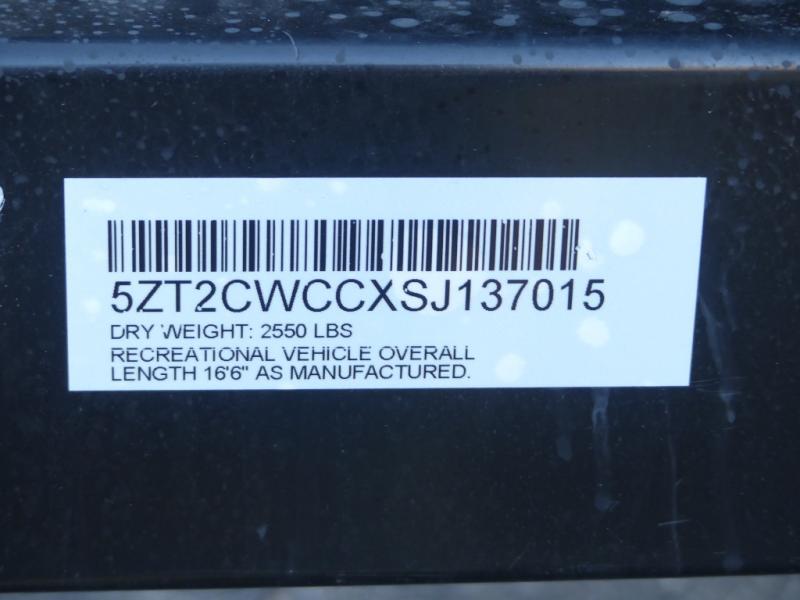 5ZT2CWCCXSJ137015
DRY WEIGHT: 2550 LBS
RECREATIONAL VEHICLE OVERALL
LENGTH 16'6" AS MANUFACTURED.